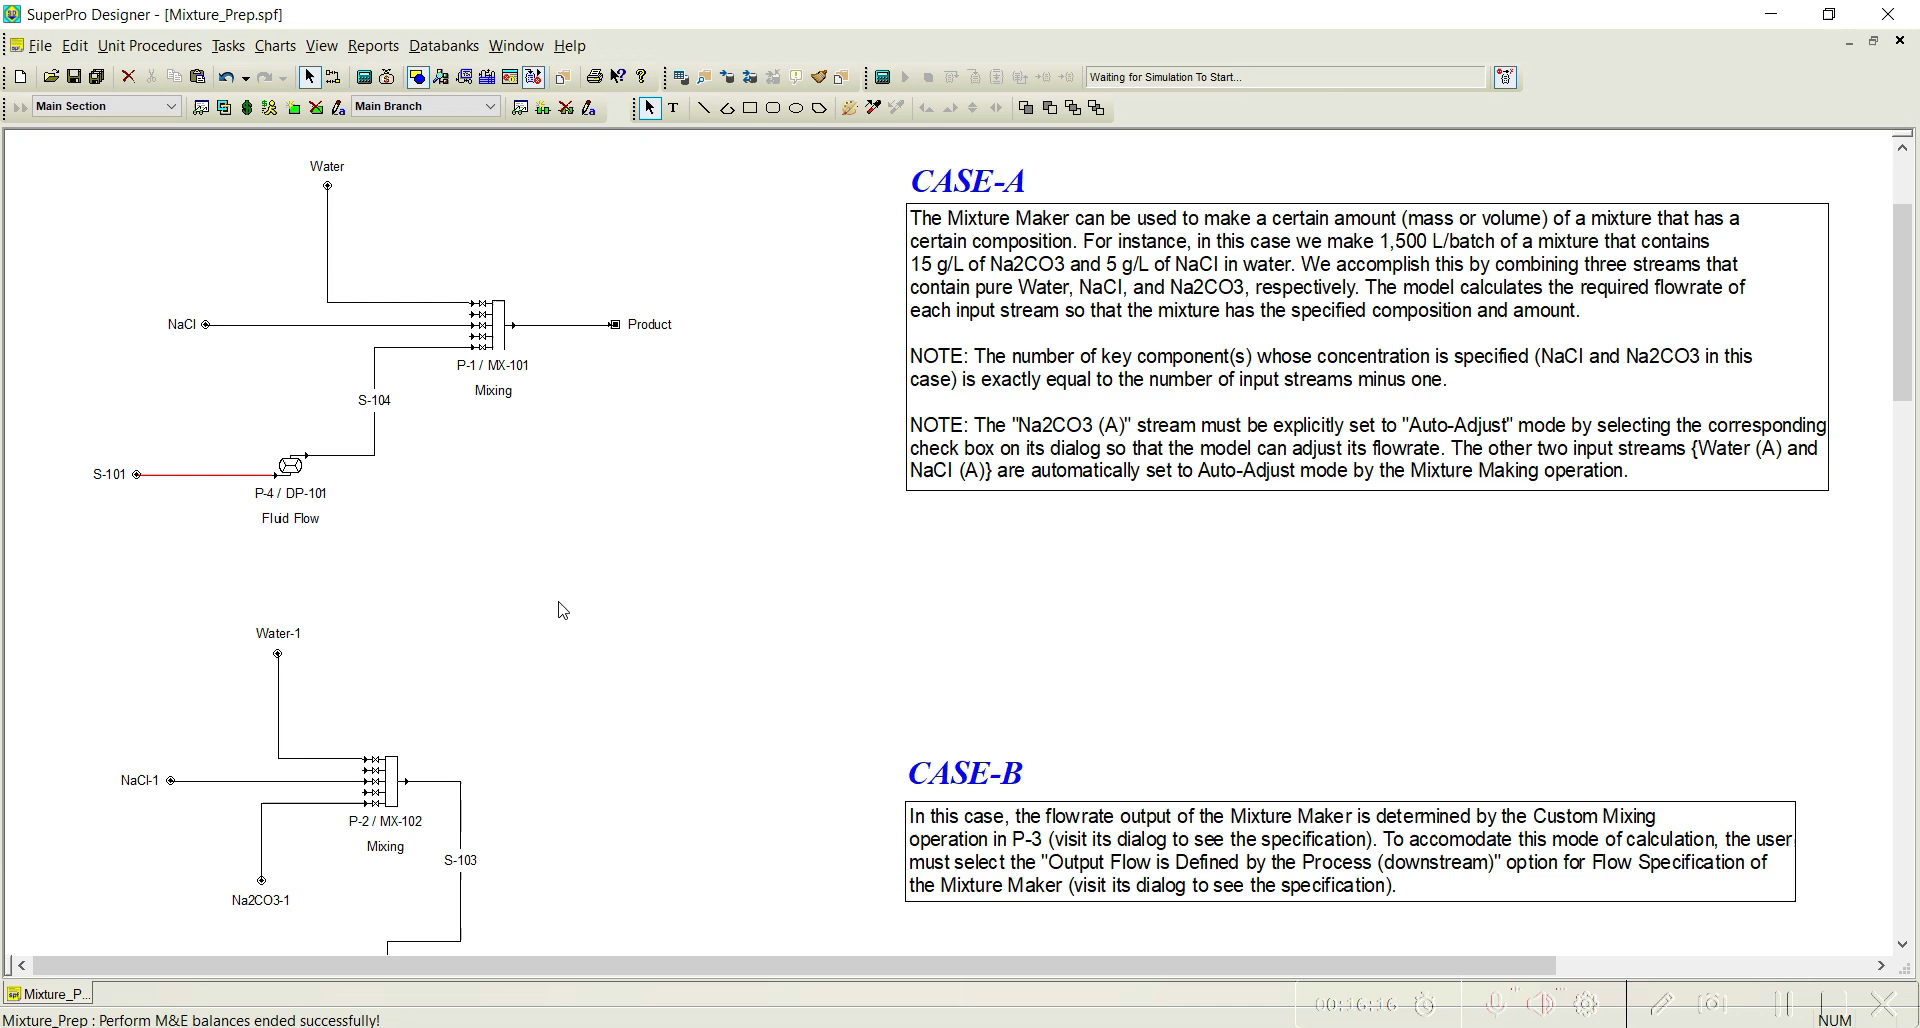 SuperPro Designer - [Mixture_Prep.spf]
File Edit Unit Procedures Tasks Charts View Reports Databanks Window Help
Waiting for Simulation To Start...
Main Section
Main Branch
Water
NaCl
Product
P-1 / MX-101
Mixing
S-104
S-101
P-4 / DP-101
Fluid Flow
CASE-A
The Mixture Maker can be used to make a certain amount (mass or volume) of a mixture that has a
certain composition. For instance, in this case we make 1,500 L/batch of a mixture that contains
15 g/L of Na2CO3 and 5 g/L of NaCl in water. We accomplish this by combining three streams that
contain pure Water, NaCl, and Na2CO3, respectively. The model calculates the required flowrate of
each input stream so that the mixture has the specified composition and amount.
NOTE: The number of key component(s) whose concentration is specified (NaCl and Na2CO3 in this
case) is exactly equal to the number of input streams minus one.
NOTE: The "Na2CO3 (A)" stream must be explicitly set to "Auto-Adjust" mode by selecting the corresponding
check box on its dialog so that the model can adjust its flowrate. The other two input streams {Water (A) and
NaCl (A)} are automatically set to Auto-Adjust mode by the Mixture Making operation.
Water-1
NaCl-1
P-2 / MX-102
Mixing
S-103
Na2CO3-1
CASE-B
In this case, the flowrate output of the Mixture Maker is determined by the Custom Mixing
operation in P-3 (visit its dialog to see the specification). To accomodate this mode of calculation, the user
must select the "Output Flow is Defined by the Process (downstream)" option for Flow Specification of
the Mixture Maker (visit its dialog to see the specification).
Mixture_P...
00:16:16
Mixture_Prep : Perform M&E balances ended successfully!
NUM